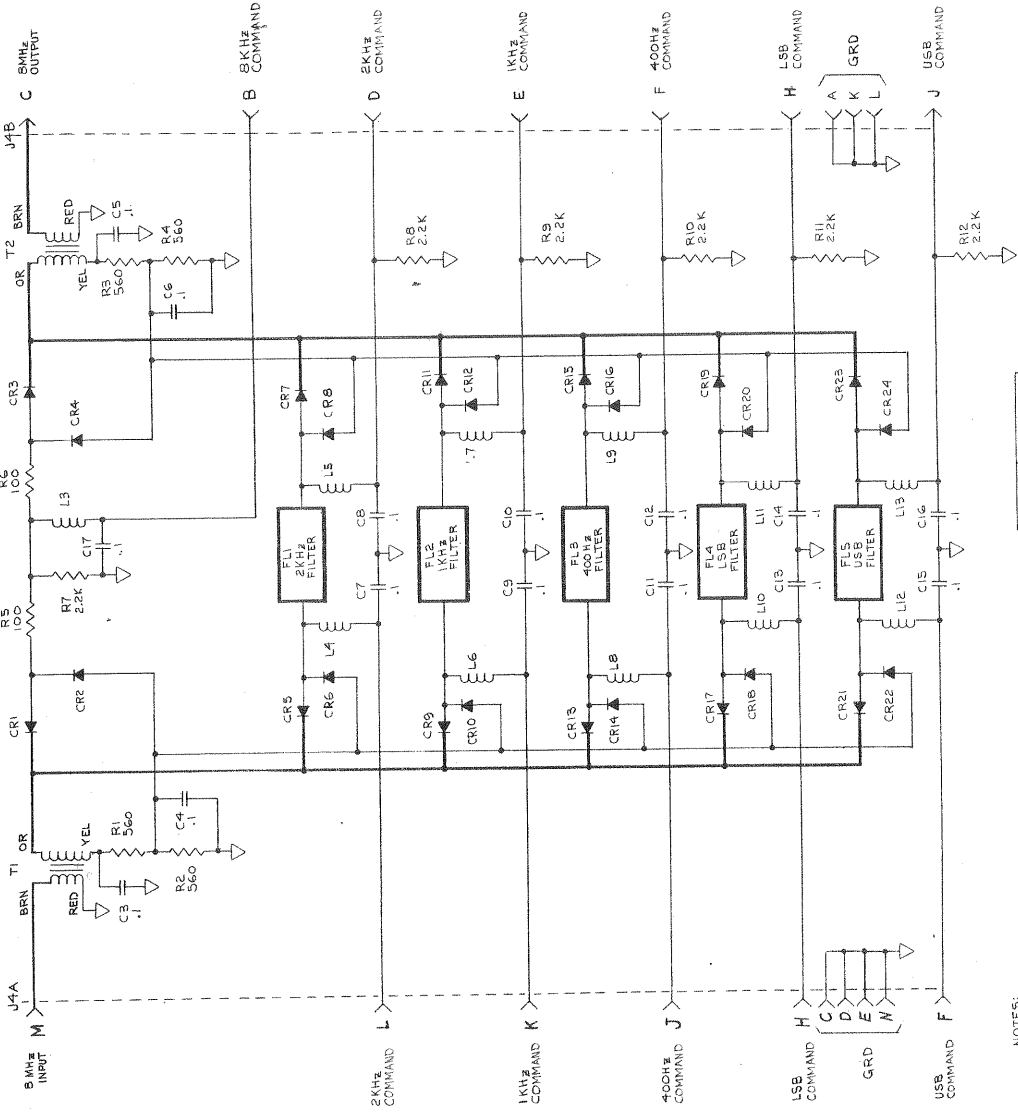 J4A
J4B
8MHz
INPUT
M
BRN
T1
OR
RED
YEL
C3
.1
R1
560
C4
.1
R2
560
CR1
CR2
R5
100
R7
2.2K
C17
.1
L3
R6
100
CR3
CR4
OR
T2
BRN
YEL
RED
R3
560
C5
.1
R4
560
C6
.1
C
8MHz
OUTPUT
B
8KHz
COMMAND
CR5
CR6
L4
FL1
2KHz
FILTER
L5
CR7
CR8
C7
.1
C8
.1
R8
2.2K
2KHz
COMMAND
L
D
2KHz
COMMAND
CR9
CR10
L6
FL2
1KHz
FILTER
L7
CR11
CR12
C9
.1
C10
.1
R9
2.2K
1KHz
COMMAND
K
E
1KHz
COMMAND
CR13
CR14
L8
FL3
400Hz
FILTER
L9
CR15
CR16
C11
.1
C12
.1
R10
2.2K
400Hz
COMMAND
J
F
400Hz
COMMAND
CR17
CR18
L10
FL4
LSB
FILTER
L11
CR19
CR20
C13
.1
C14
.1
R11
2.2K
LSB
COMMAND
H
H
LSB
COMMAND
C
D
E
N
GRD
A
K
L
GRD
CR21
CR22
L12
FL5
USB
FILTER
L13
CR23
CR24
C15
.1
C16
.1
R12
2.2K
USB
COMMAND
F
J
USB
COMMAND
NOTES: